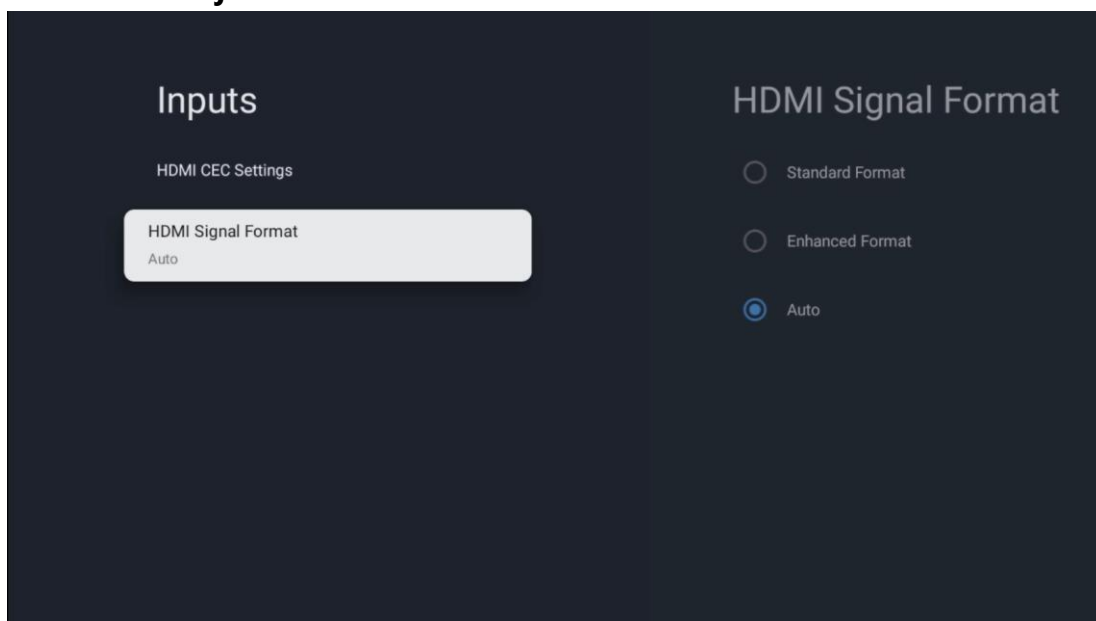 Inputs
HDMI CEC Settings
HDMI Signal Format
Auto
HDMI Signal Format
Standard Format
Enhanced Format
Auto